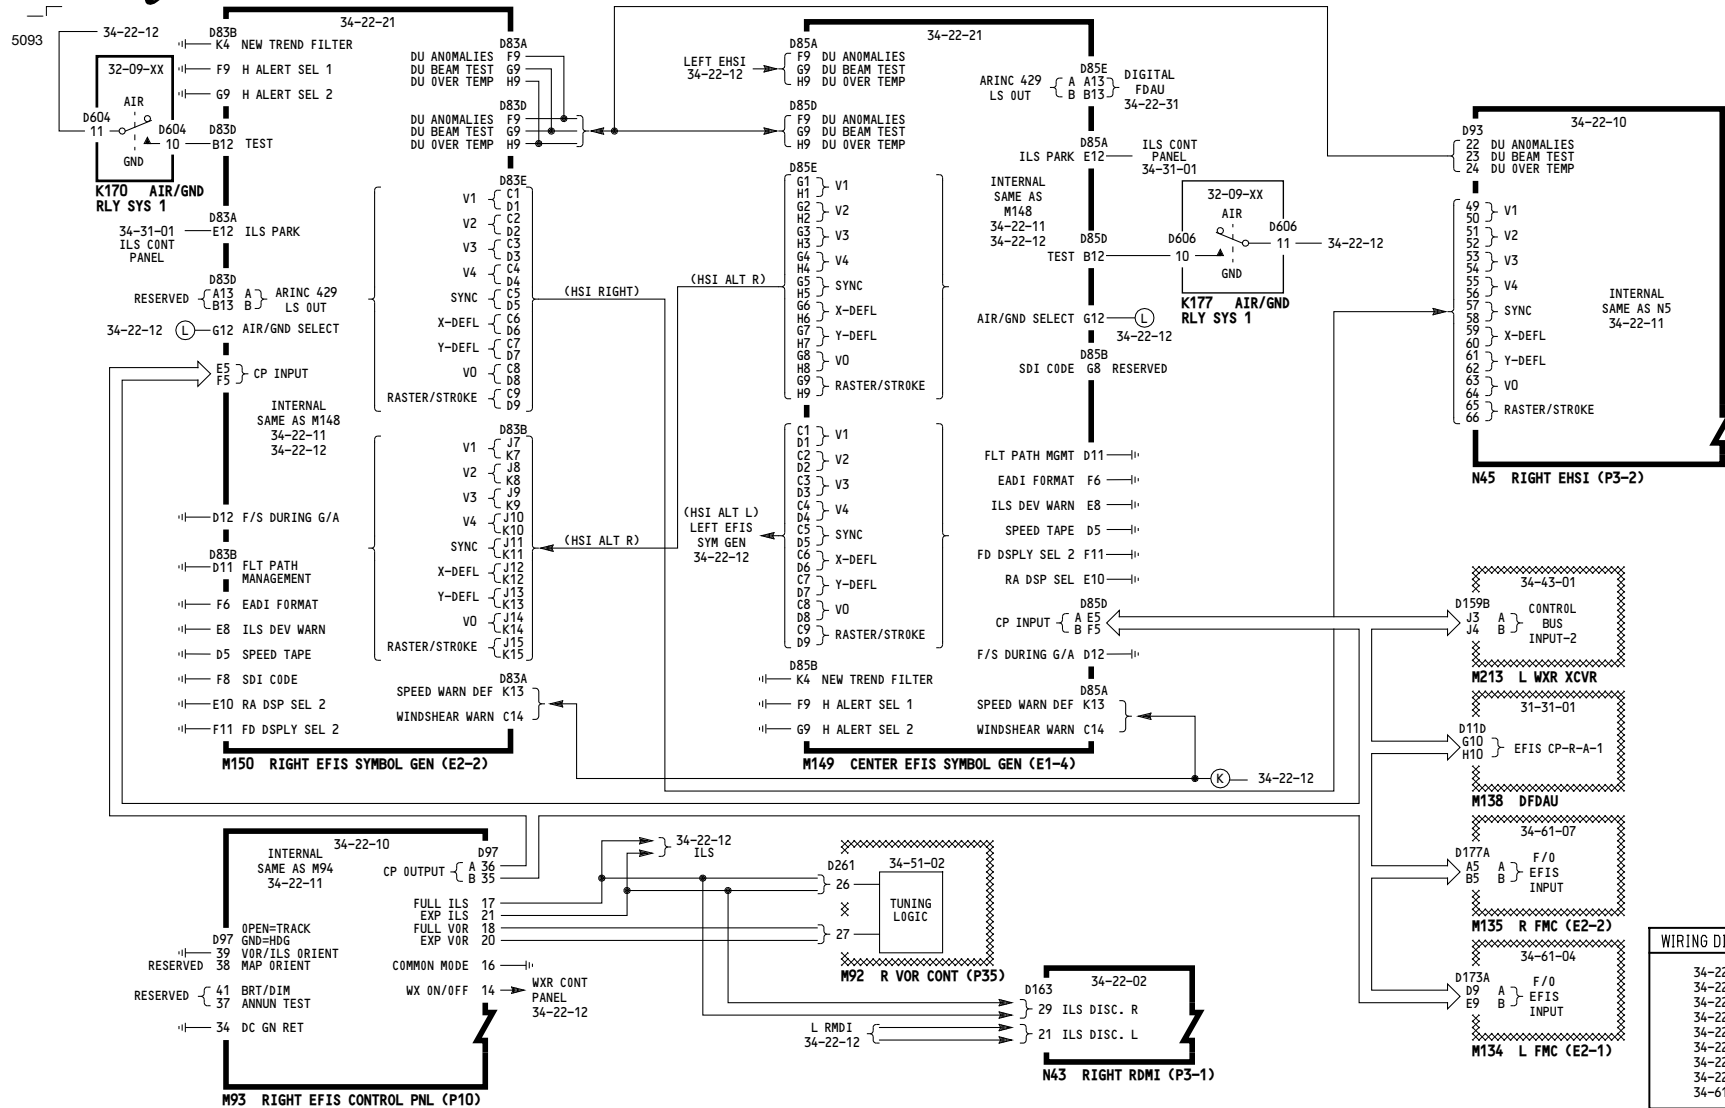 5093
34-22-12
32-09-XX
AIR
D604
11
D604
10
GND
K170 AIR/GND
RLY SYS 1
34-22-21
D83B
K4 NEW TREND FILTER
F9 H ALERT SEL 1
G9 H ALERT SEL 2
D83D
B12 TEST
D83A
34-31-01
ILS CONT
PANEL
E12 ILS PARK
D83D
RESERVED A13 A ARINC 429
B13 B LS OUT
34-22-12 L G12 AIR/GND SELECT
E5
F5 CP INPUT
INTERNAL
SAME AS M148
34-22-11
34-22-12
D12 F/S DURING G/A
D83B
D11 FLT PATH
MANAGEMENT
F6 EADI FORMAT
E8 ILS DEV WARN
D5 SPEED TAPE
F8 SDI CODE
E10 RA DSP SEL 2
F11 FD DSPLY SEL 2
D83A
DU ANOMALIES F9
DU BEAM TEST G9
DU OVER TEMP H9
D83D
DU ANOMALIES F9
DU BEAM TEST G9
DU OVER TEMP H9
D83E
V1 C1
D1
V2 C2
D2
V3 C3
D3
V4 C4
D4
SYNC C5
D5
X-DEFL C6
D6
Y-DEFL C7
D7
VO C8
D8
RASTER/STROKE C9
D9
(HSI RIGHT)
D83B
V1 J7
K7
V2 J8
K8
V3 J9
K9
V4 J10
K10
SYNC J11
K11
X-DEFL J12
K12
Y-DEFL J13
K13
VO J14
K14
RASTER/STROKE J15
K15
(HSI ALT R)
D83A
SPEED WARN DEF K13
WINDSHEAR WARN C14
M150 RIGHT EFIS SYMBOL GEN (E2-2)
34-22-21
LEFT EHSI
34-22-12
D85A
F9 DU ANOMALIES
G9 DU BEAM TEST
H9 DU OVER TEMP
D85D
F9 DU ANOMALIES
G9 DU BEAM TEST
H9 DU OVER TEMP
D85E
G1
H1 V1
G2
H2 V2
G3
H3 V3
G4
H4 V4
G5
H5 SYNC
G6
H6 X-DEFL
G7
H7 Y-DEFL
G8
H8 VO
G9
H9 RASTER/STROKE
(HSI ALT R)
C1
D1 V1
C2
D2 V2
C3
D3 V3
C4
D4 V4
C5
D5 SYNC
C6
D6 X-DEFL
C7
D7 Y-DEFL
C8
D8 VO
C9
D9 RASTER/STROKE
(HSI ALT L)
LEFT EFIS
SYM GEN
34-22-12
D85B
K4 NEW TREND FILTER
F9 H ALERT SEL 1
G9 H ALERT SEL 2
D85E
ARINC 429 A A13
LS OUT B B13
DIGITAL
FDAU
34-22-31
D85A
ILS PARK E12
ILS CONT
PANEL
34-31-01
INTERNAL
SAME AS
M148
34-22-11
34-22-12
D85D
TEST B12
32-09-XX
AIR
D606
10
D606
11
34-22-12
GND
K177 AIR/GND
RLY SYS 1
AIR/GND SELECT G12 L
34-22-12
D85B
SDI CODE G8 RESERVED
FLT PATH MGMT D11
EADI FORMAT F6
ILS DEV WARN E8
SPEED TAPE D5
FD DSPLY SEL 2 F11
RA DSP SEL E10
D85D
CP INPUT A E5
B F5
F/S DURING G/A D12
D85A
SPEED WARN DEF K13
WINDSHEAR WARN C14
M149 CENTER EFIS SYMBOL GEN (E1-4)
K 34-22-12
34-22-10
D93
22 DU ANOMALIES
23 DU BEAM TEST
24 DU OVER TEMP
49
50 V1
51
52 V2
53
54 V3
55
56 V4
57
58 SYNC
59
60 X-DEFL
61
62 Y-DEFL
63
64 VO
65
66 RASTER/STROKE
INTERNAL
SAME AS N5
34-22-11
N45 RIGHT EHSI (P3-2)
34-43-01
D159B
J3 A
J4 B
CONTROL
BUS
INPUT-2
M213 L WXR XCVR
31-31-01
D11D
G10
H10 EFIS CP-R-A-1
M138 DFDAU
34-61-07
D177A
A5 A
B5 B
F/O
EFIS
INPUT
M135 R FMC (E2-2)
34-61-04
D173A
D9 A
E9 B
F/O
EFIS
INPUT
M134 L FMC (E2-1)
34-22-10
INTERNAL
SAME AS M94
34-22-11
D97
CP OUTPUT A 36
B 35
FULL ILS 17
EXP ILS 21
FULL VOR 18
EXP VOR 20
COMMON MODE 16
WX ON/OFF 14
WXR CONT
PANEL
34-22-12
OPEN=TRACK
D97 GND=HDG
39 VOR/ILS ORIENT
RESERVED 38 MAP ORIENT
RESERVED 41 BRT/DIM
37 ANNUN TEST
34 DC GN RET
M93 RIGHT EFIS CONTROL PNL (P10)
34-22-12
ILS
D261
26
27
34-51-02
TUNING
LOGIC
M92 R VOR CONT (P35)
34-22-02
D163
29 ILS DISC. R
L RMDI
34-22-12
21 ILS DISC. L
N43 RIGHT RDMI (P3-1)
WIRING DI
34-22
34-22
34-22
34-22
34-22
34-22
34-22
34-22
34-61